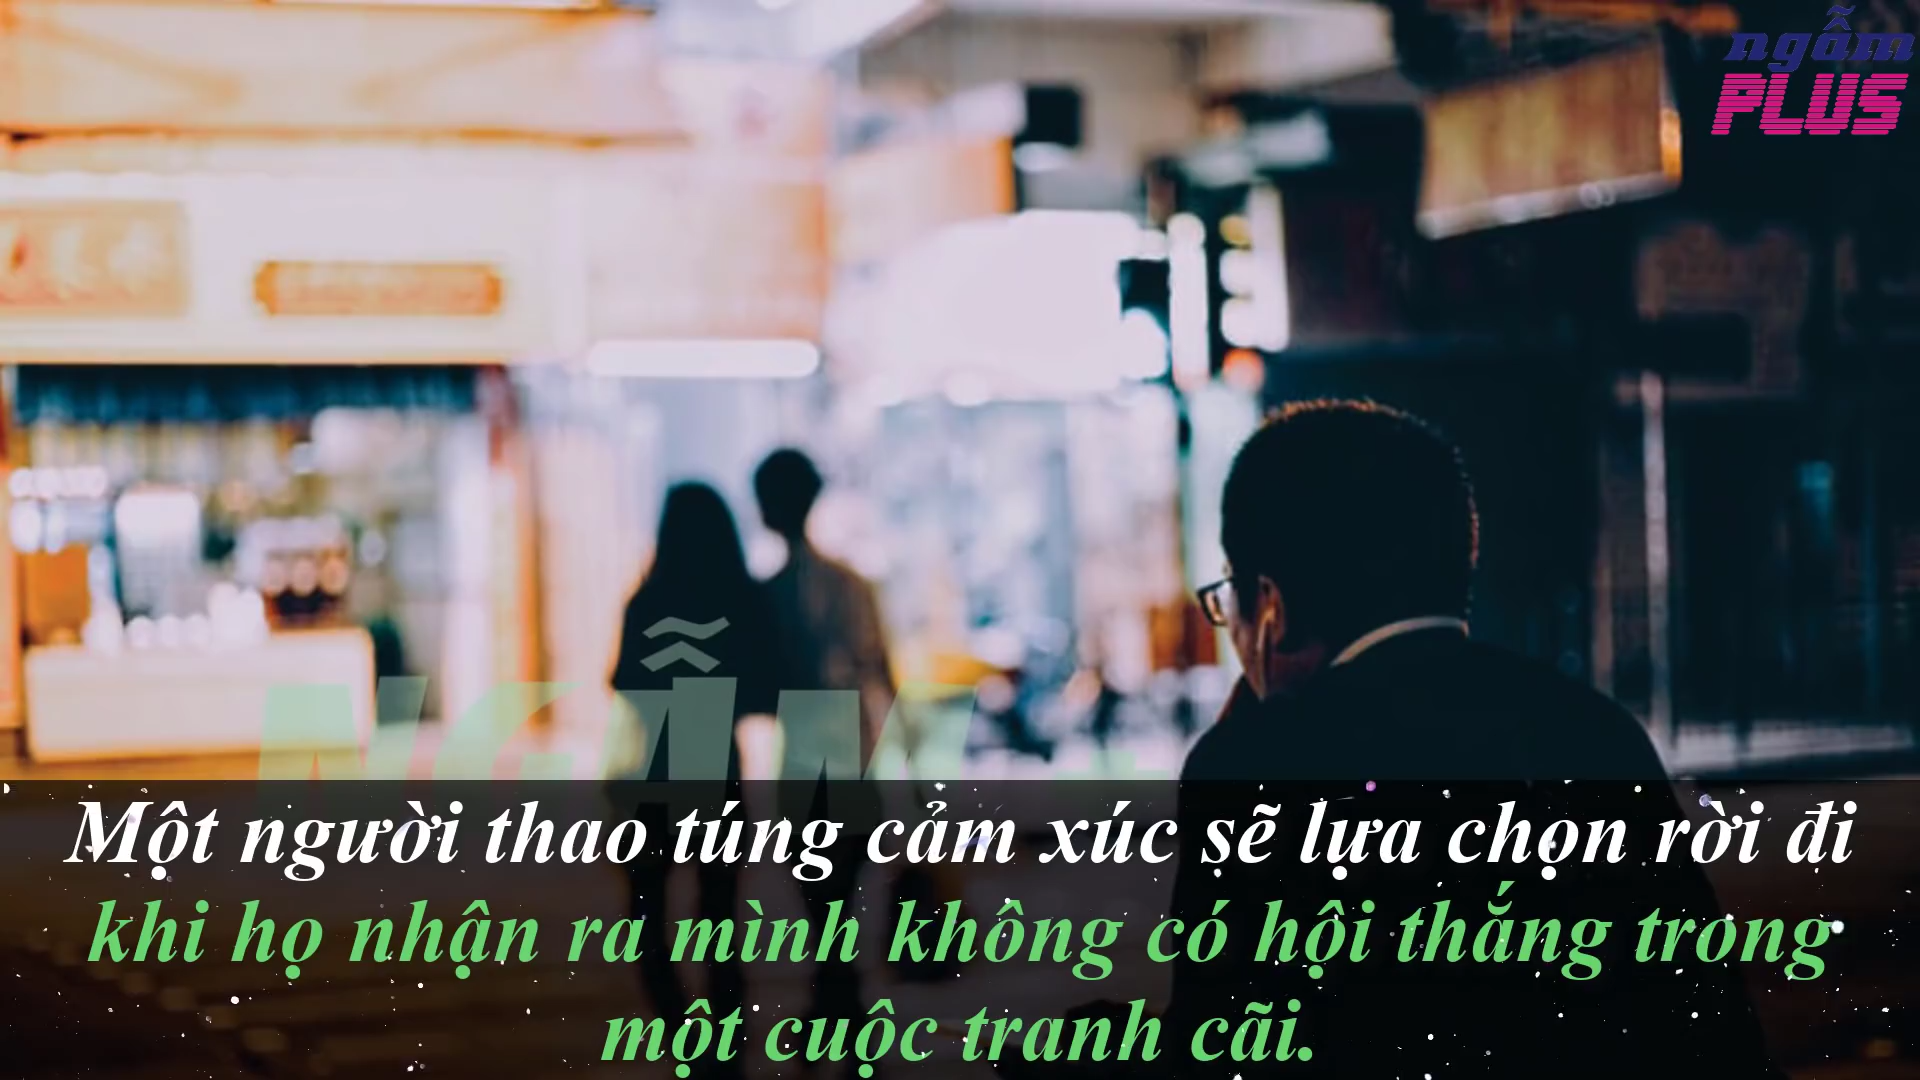 ngẫm
PLUS
NGẪM +
Một người thao túng cảm xúc sẽ lựa chọn rời đi
khi họ nhận ra mình không có hội thắng trong
một cuộc tranh cãi.